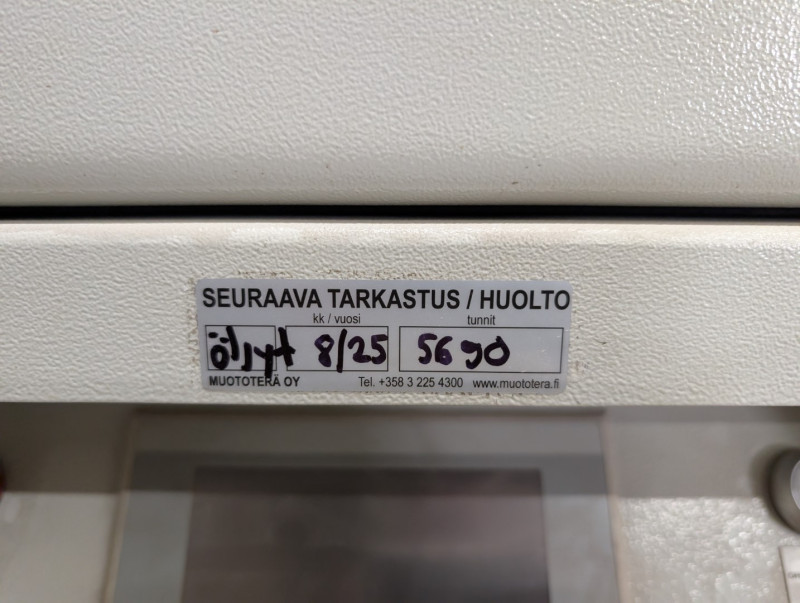 SEURAAVA TARKASTUS / HUOLTO
kk / vuosi tunnit
öljyt 8/25 5690
MUOTOTERÄ OY Tel. +358 3 225 4300 www.muototera.fi